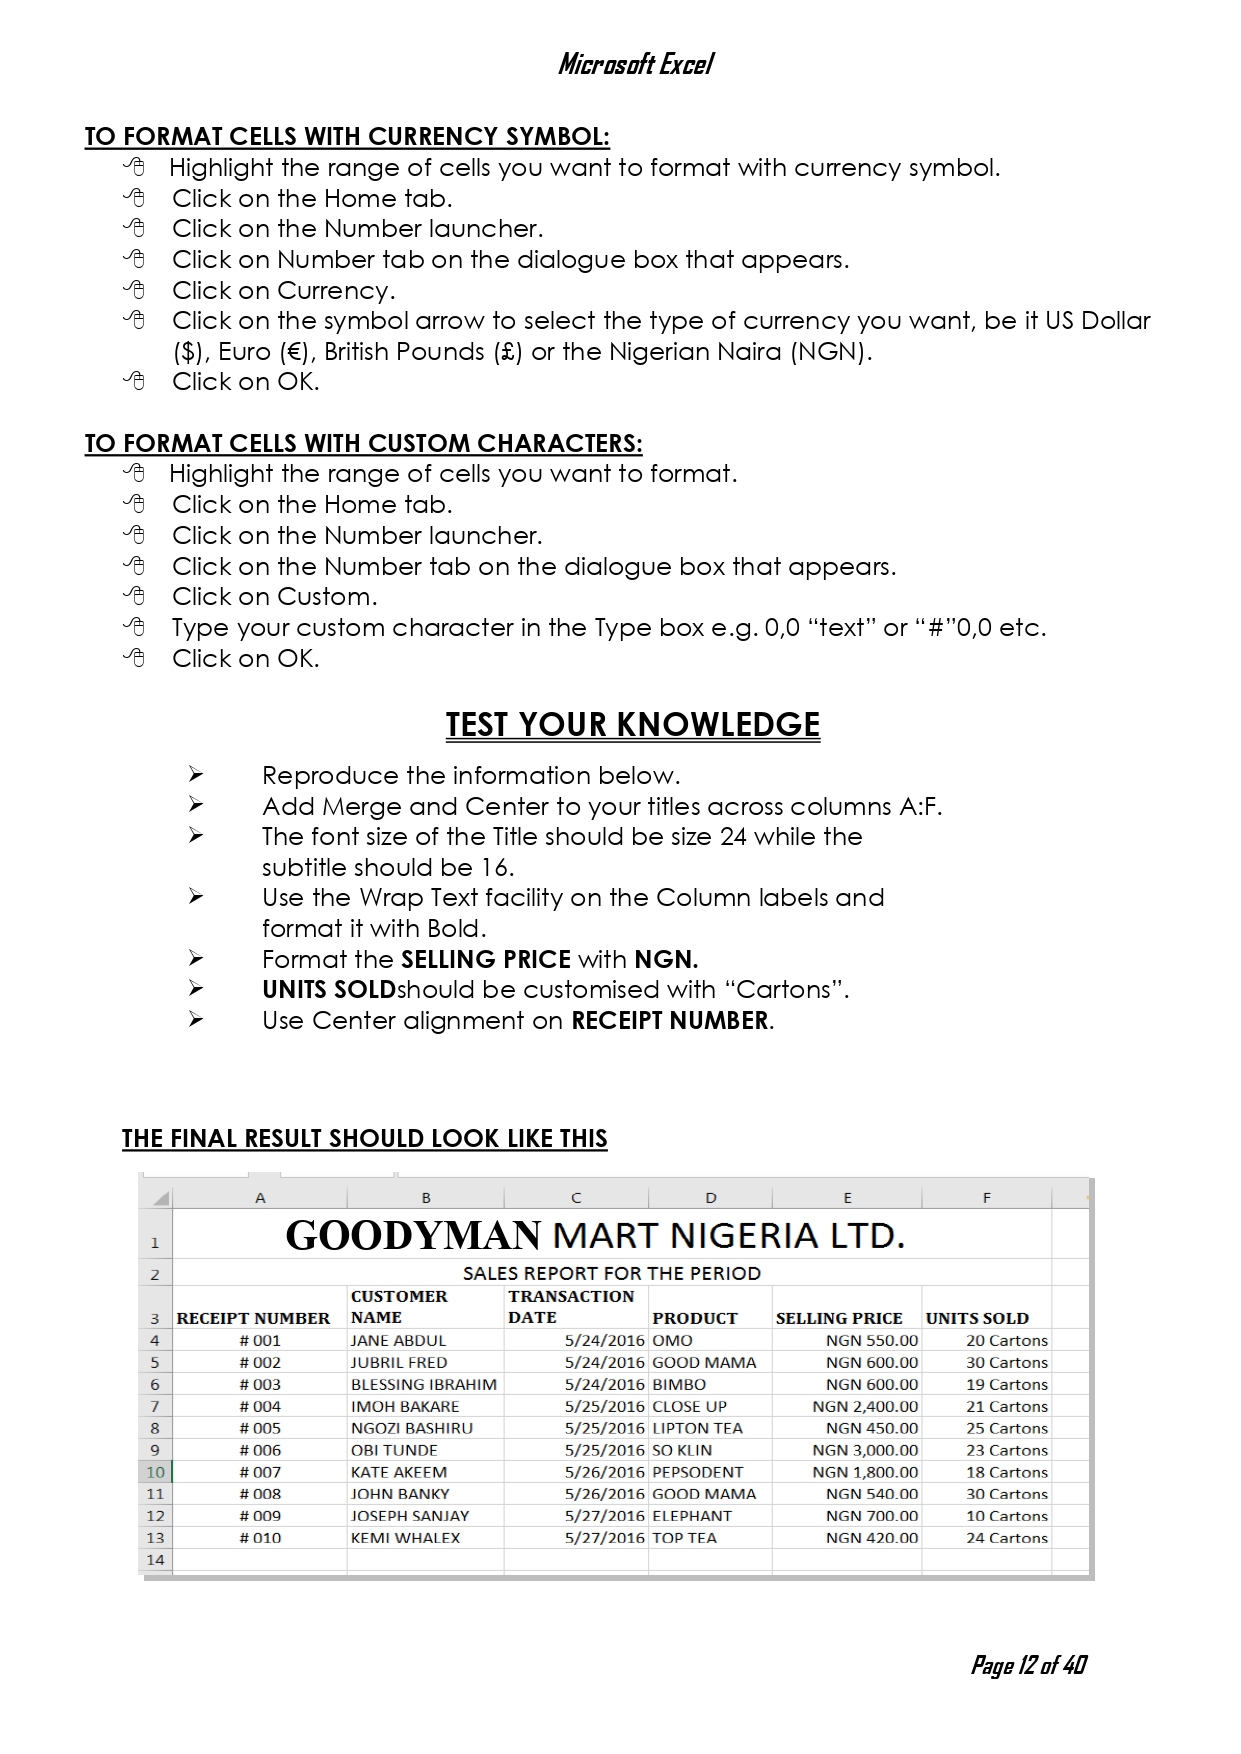 Microsoft Excel
TO FORMAT CELLS WITH CURRENCY SYMBOL:
Highlight the range of cells you want to format with currency symbol.
Click on the Home tab.
Click on the Number launcher.
Click on Number tab on the dialogue box that appears.
Click on Currency.
Click on the symbol arrow to select the type of currency you want, be it US Dollar
($), Euro (€), British Pounds (£) or the Nigerian Naira (NGN).
Click on OK.
TO FORMAT CELLS WITH CUSTOM CHARACTERS:
Highlight the range of cells you want to format.
Click on the Home tab.
Click on the Number launcher.
Click on the Number tab on the dialogue box that appears.
Click on Custom.
Type your custom character in the Type box e.g. 0,0 “text” or “#”0,0 etc.
Click on OK.
TEST YOUR KNOWLEDGE
➢ Reproduce the information below.
➢ Add Merge and Center to your titles across columns A:F.
➢ The font size of the Title should be size 24 while the
subtitle should be 16.
➢ Use the Wrap Text facility on the Column labels and
format it with Bold.
➢ Format the SELLING PRICE with NGN.
➢ UNITS SOLDshould be customised with “Cartons”.
➢ Use Center alignment on RECEIPT NUMBER.
THE FINAL RESULT SHOULD LOOK LIKE THIS
A B C D E F
1 GOODYMAN MART NIGERIA LTD.
2 SALES REPORT FOR THE PERIOD
CUSTOMER TRANSACTION
3 RECEIPT NUMBER NAME DATE PRODUCT SELLING PRICE UNITS SOLD
4 # 001 JANE ABDUL 5/24/2016 OMO NGN 550.00 20 Cartons
5 # 002 JUBRIL FRED 5/24/2016 GOOD MAMA NGN 600.00 30 Cartons
6 # 003 BLESSING IBRAHIM 5/24/2016 BIMBO NGN 600.00 19 Cartons
7 # 004 IMOH BAKARE 5/25/2016 CLOSE UP NGN 2,400.00 21 Cartons
8 # 005 NGOZI BASHIRU 5/25/2016 LIPTON TEA NGN 450.00 25 Cartons
9 # 006 OBI TUNDE 5/25/2016 SO KLIN NGN 3,000.00 23 Cartons
10 # 007 KATE AKEEM 5/26/2016 PEPSODENT NGN 1,800.00 18 Cartons
11 # 008 JOHN BANKY 5/26/2016 GOOD MAMA NGN 540.00 30 Cartons
12 # 009 JOSEPH SANJAY 5/27/2016 ELEPHANT NGN 700.00 10 Cartons
13 # 010 KEMI WHALEX 5/27/2016 TOP TEA NGN 420.00 24 Cartons
14
Page 12 of 40